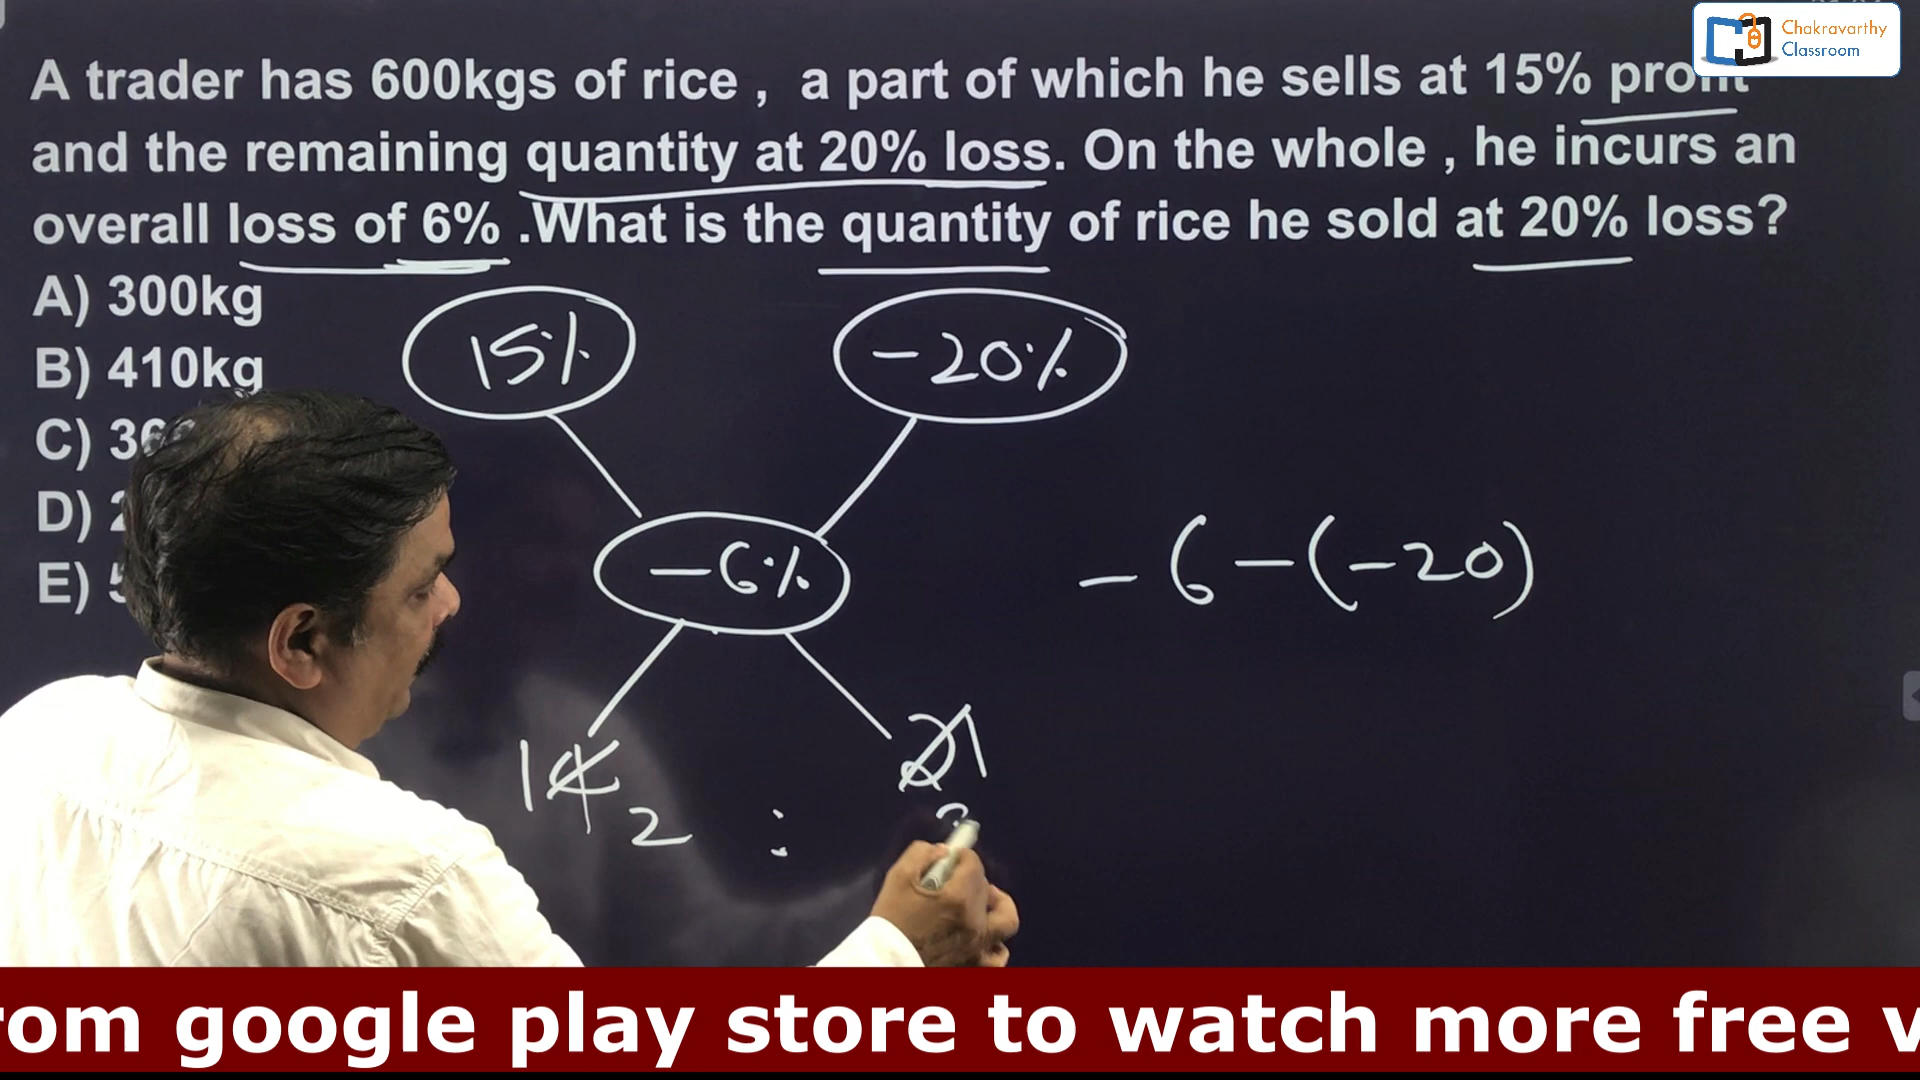 Chakravarthy
Classroom
A trader has 600kgs of rice , a part of which he sells at 15% profit
and the remaining quantity at 20% loss. On the whole , he incurs an
overall loss of 6% .What is the quantity of rice he sold at 20% loss?
A) 300kg
B) 410kg
C)
D)
E)
15%
-20%
-6%
-6-(-20)
14 : 21
2
rom google play store to watch more free v